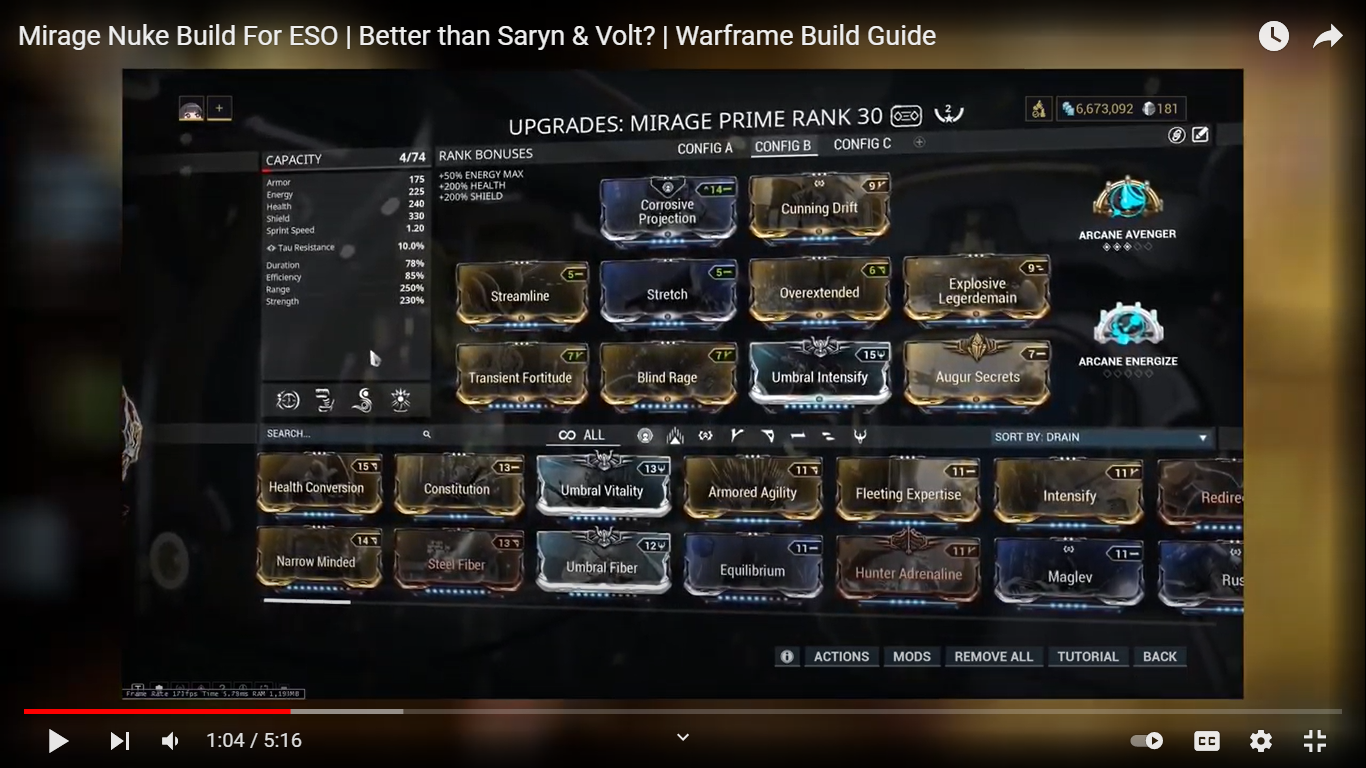 Mirage Nuke Build For ESO | Better than Saryn & Volt? | Warframe Build Guide
UPGRADES: MIRAGE PRIME RANK 30
2
6,673,092
181
CAPACITY 4/74
RANK BONUSES
CONFIG A
CONFIG B
CONFIG C
+50% ENERGY MAX
+200% HEALTH
+200% SHIELD
Armor 175
Energy 225
Health 240
Shield 330
Sprint Speed 1.20
Tau Resistance 10.0%
Duration 78%
Efficiency 85%
Range 250%
Strength 230%
14
Corrosive
Projection
9
Cunning Drift
ARCANE AVENGER
5
Streamline
5
Stretch
6
Overextended
9
Explosive
Legerdemain
7
Transient Fortitude
7
Blind Rage
15
Umbral Intensify
7
Augur Secrets
ARCANE ENERGIZE
SEARCH...
ALL
SORT BY: DRAIN
15
Health Conversion
13
Constitution
13
Umbral Vitality
11
Armored Agility
11
Fleeting Expertise
11
Intensify
Redire
14
Narrow Minded
13
Steel Fiber
12
Umbral Fiber
11
Equilibrium
11
Hunter Adrenaline
11
Maglev
Rus
ACTIONS
MODS
REMOVE ALL
TUTORIAL
BACK
1:04 / 5:16
CC